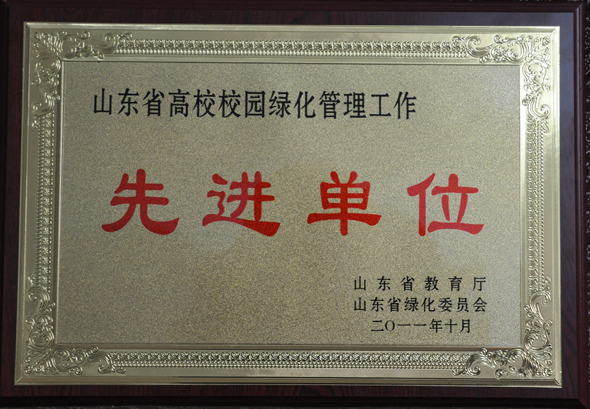 山东省高校校园绿化管理工作
先进单位
山东省教育厅
山东省绿化委员会
二〇一一年十月